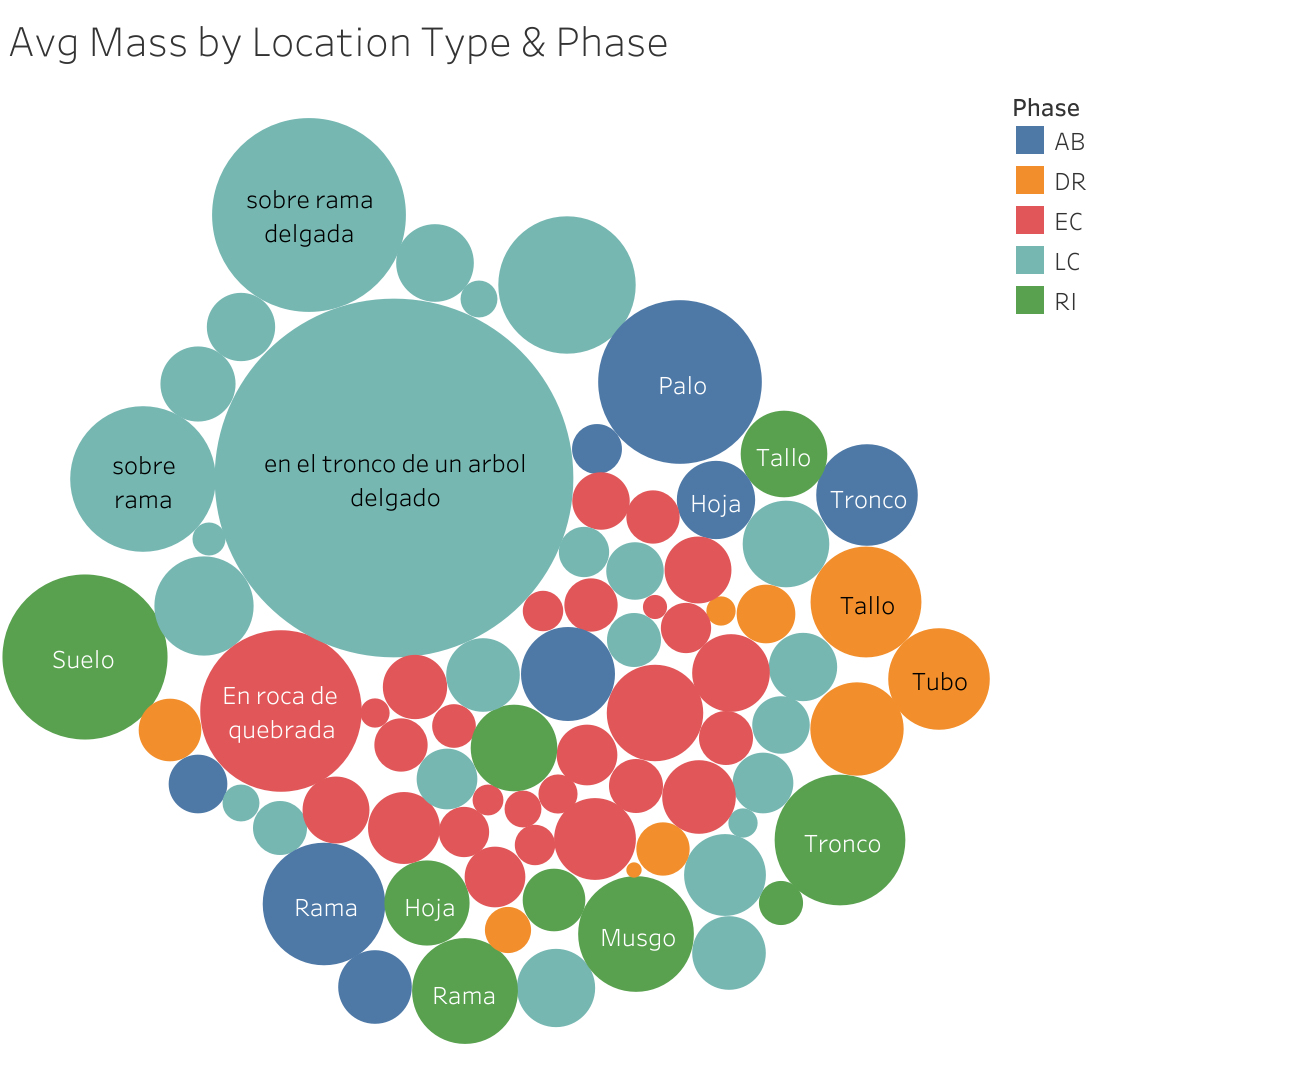 Avg Mass by Location Type & Phase
Phase
AB
DR
EC
LC
RI
sobre rama
delgada
Palo
Tallo
en el tronco de un arbol
delgado
sobre
rama
Hoja
Tronco
Tallo
Suelo
Tubo
En roca de
quebrada
Tronco
Rama
Hoja
Musgo
Rama